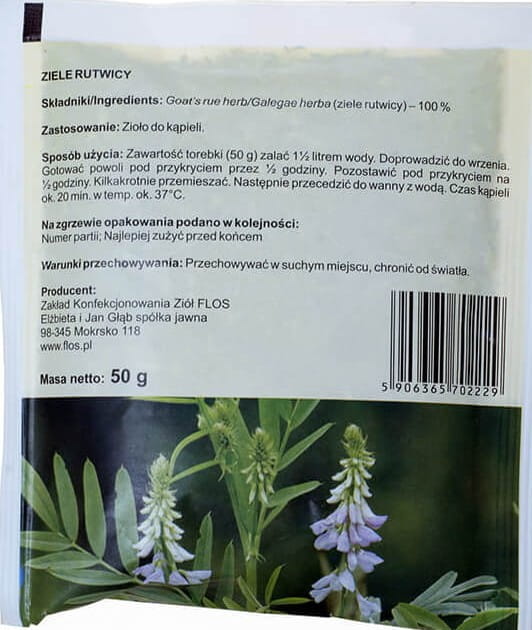 ZIELE RUTWICY
Składniki/Ingredients: Goat's rue herb/Galegae herba (ziele rutwicy) – 100 %
Zastosowanie: Zioło do kąpieli.
Sposób użycia: Zawartość torebki (50 g) zalać 1½ litrem wody. Doprowadzić do wrzenia.
Gotować powoli pod przykryciem przez ½ godziny. Pozostawić pod przykryciem na
½ godziny. Kilkakrotnie przemieszać. Następnie przecedzić do wanny z wodą. Czas kąpieli
ok. 20 min. w temp. ok. 37°C.
Na zgrzewie opakowania podano w kolejności:
Numer partii; Najlepiej zużyć przed końcem
Warunki przechowywania: Przechowywać w suchym miejscu, chronić od światła.
Producent:
Zakład Konfekcjonowania Ziół FLOS
Elżbieta i Jan Głąb spółka jawna
98-345 Mokrsko 118
www.flos.pl
Masa netto: 50 g
5 906365 702229